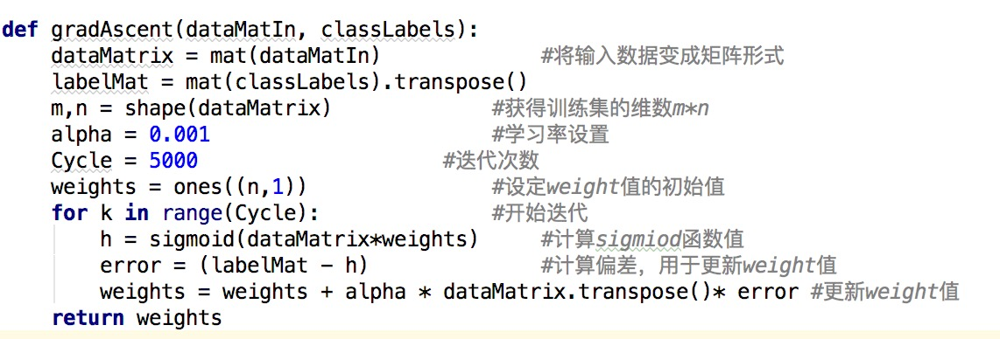 def gradAscent(dataMatIn, classLabels):
    dataMatrix = mat(dataMatIn)             #将输入数据变成矩阵形式
    labelMat = mat(classLabels).transpose()
    m,n = shape(dataMatrix)             #获得训练集的维数m*n
    alpha = 0.001                       #学习率设置
    Cycle = 5000                    #迭代次数
    weights = ones((n,1))               #设定weight值的初始值
    for k in range(Cycle):              #开始迭代
        h = sigmoid(dataMatrix*weights)     #计算sigmiod函数值
        error = (labelMat - h)              #计算偏差，用于更新weight值
        weights = weights + alpha * dataMatrix.transpose()* error #更新weight值
    return weights